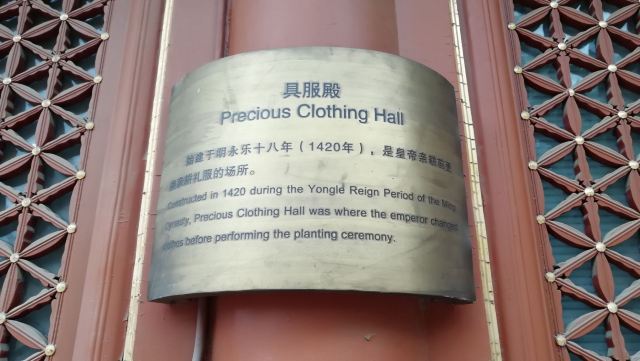 具服殿
Precious Clothing Hall
始建于明永乐十八年（1420年），是皇帝亲耕前更
换亲耕礼服的场所。
Constructed in 1420 during the Yongle Reign Period of the Ming
Dynasty, Precious Clothing Hall was where the emperor changed
clothes before performing the planting ceremony.